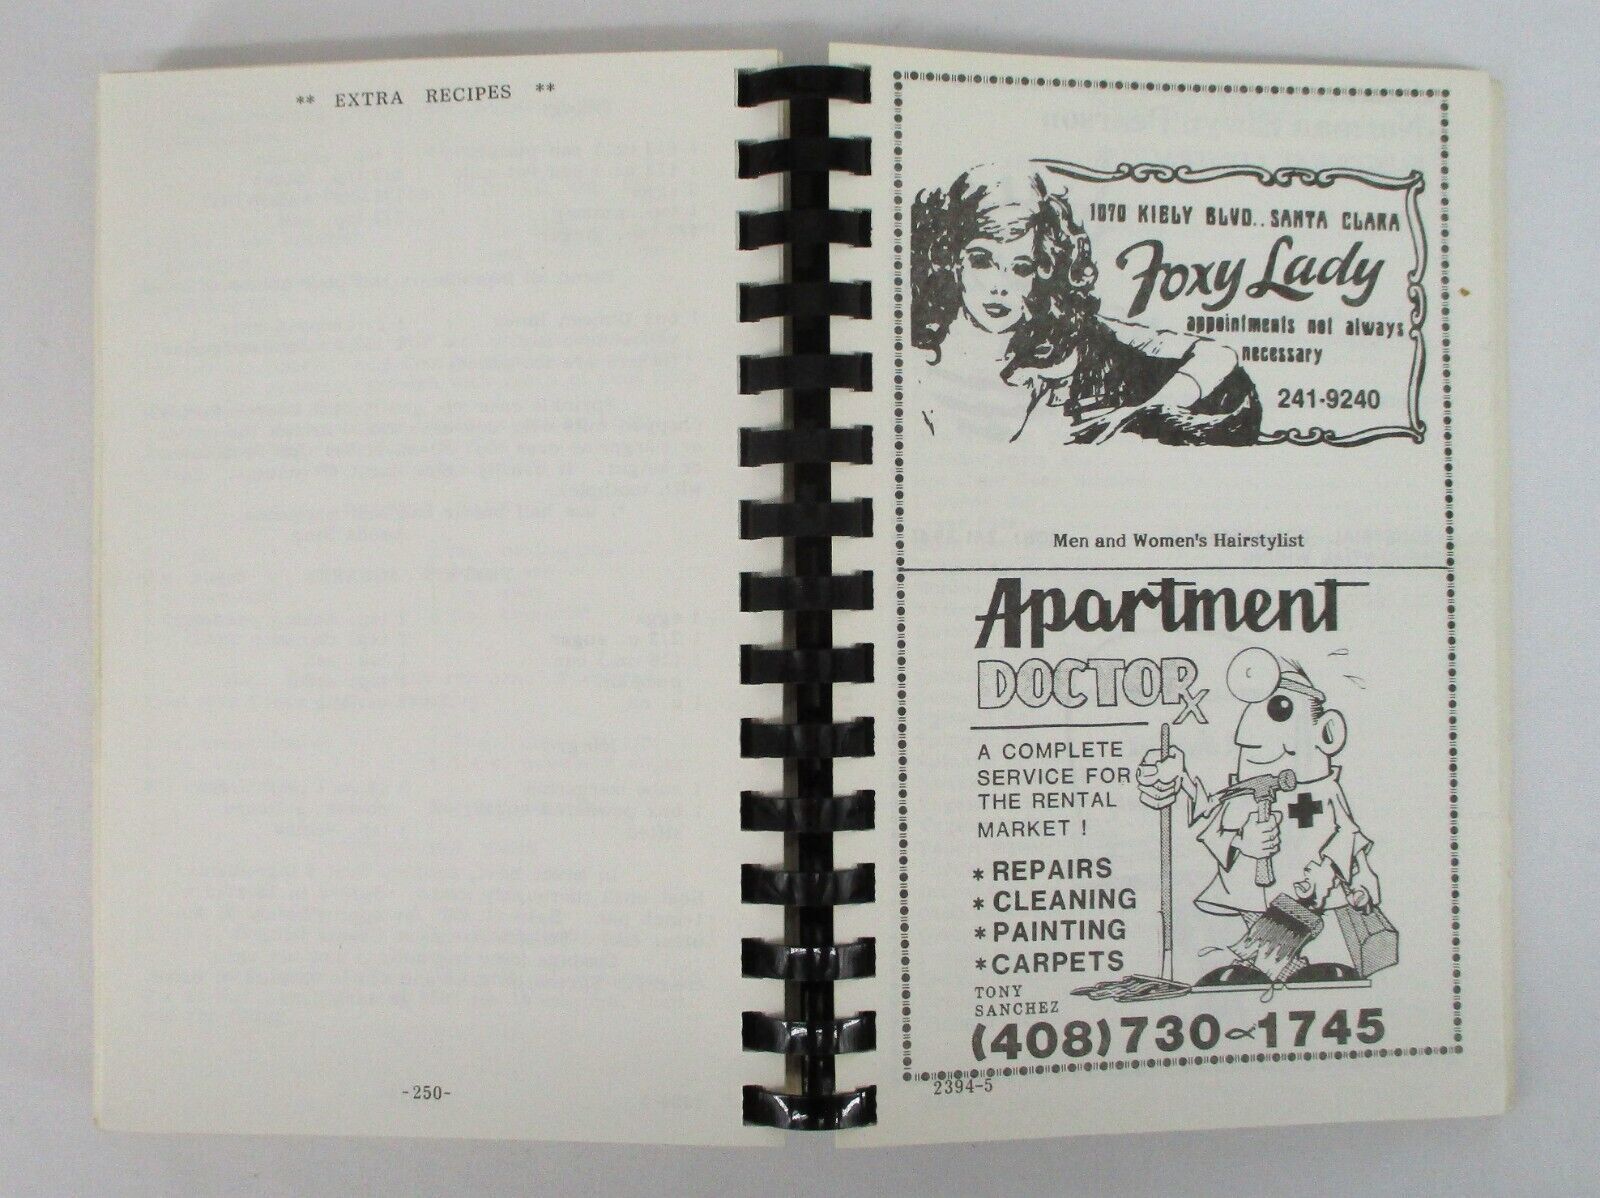 ** EXTRA RECIPES **
-250-
1070 KIELY BLVD.. SANTA CLARA
Foxy Lady
appointments not always
necessary
241-9240
Men and Women's Hairstylist
Apartment
DOCTORx
A COMPLETE
SERVICE FOR
THE RENTAL
MARKET !
* REPAIRS
* CLEANING
* PAINTING
* CARPETS
TONY
SANCHEZ
(408) 730-1745
2394-5